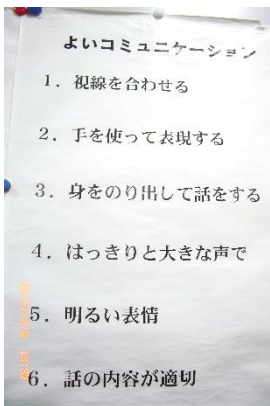 よいコミュニケーション
1．視線を合わせる
2．手を使って表現する
3．身をのり出して話をする
4．はっきりと大きな声で
5．明るい表情
6．話の内容が適切